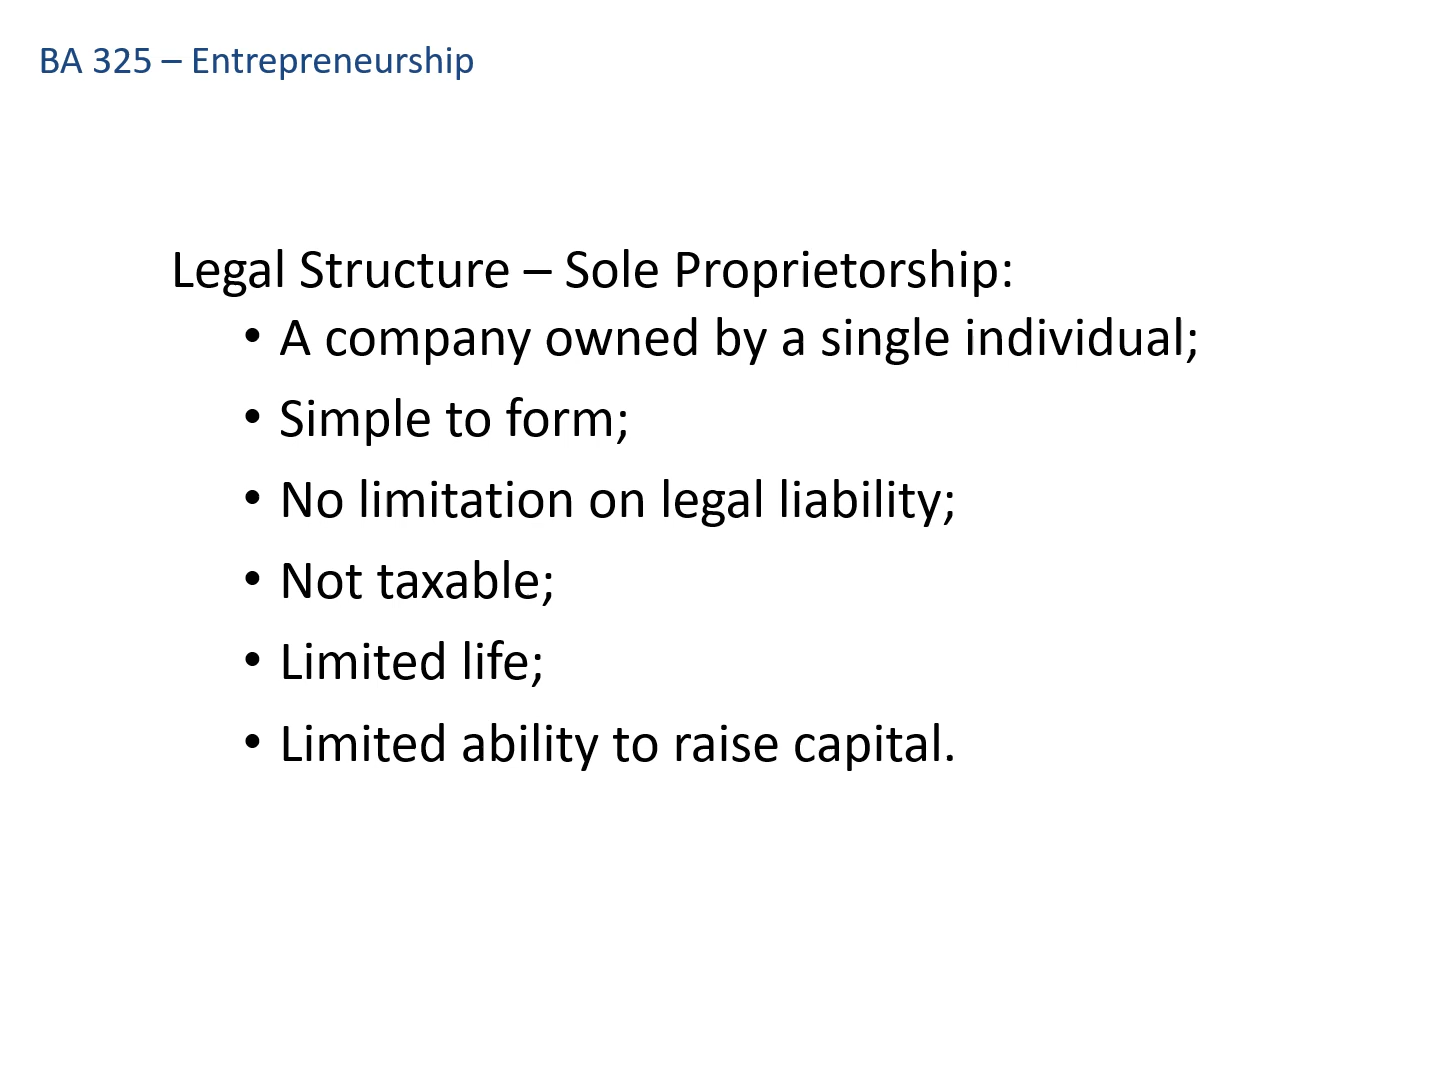 BA 325 – Entrepreneurship
Legal Structure – Sole Proprietorship:
• A company owned by a single individual;
• Simple to form;
• No limitation on legal liability;
• Not taxable;
• Limited life;
• Limited ability to raise capital.